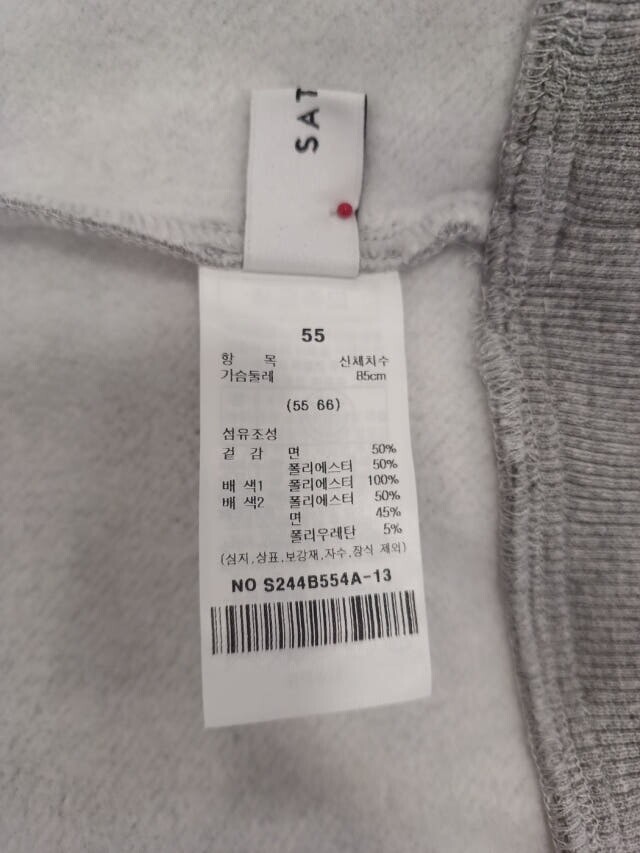 SAT
55
항 목 신체치수
가슴둘레 85cm
(55 66)
섬유조성
겉 감 면 50%
폴리에스터 50%
배 색1 폴리에스터 100%
배 색2 폴리에스터 50%
면 45%
폴리우레탄 5%
(심지,상표,보강재,자수,장식 제외)
NO S244B554A-13